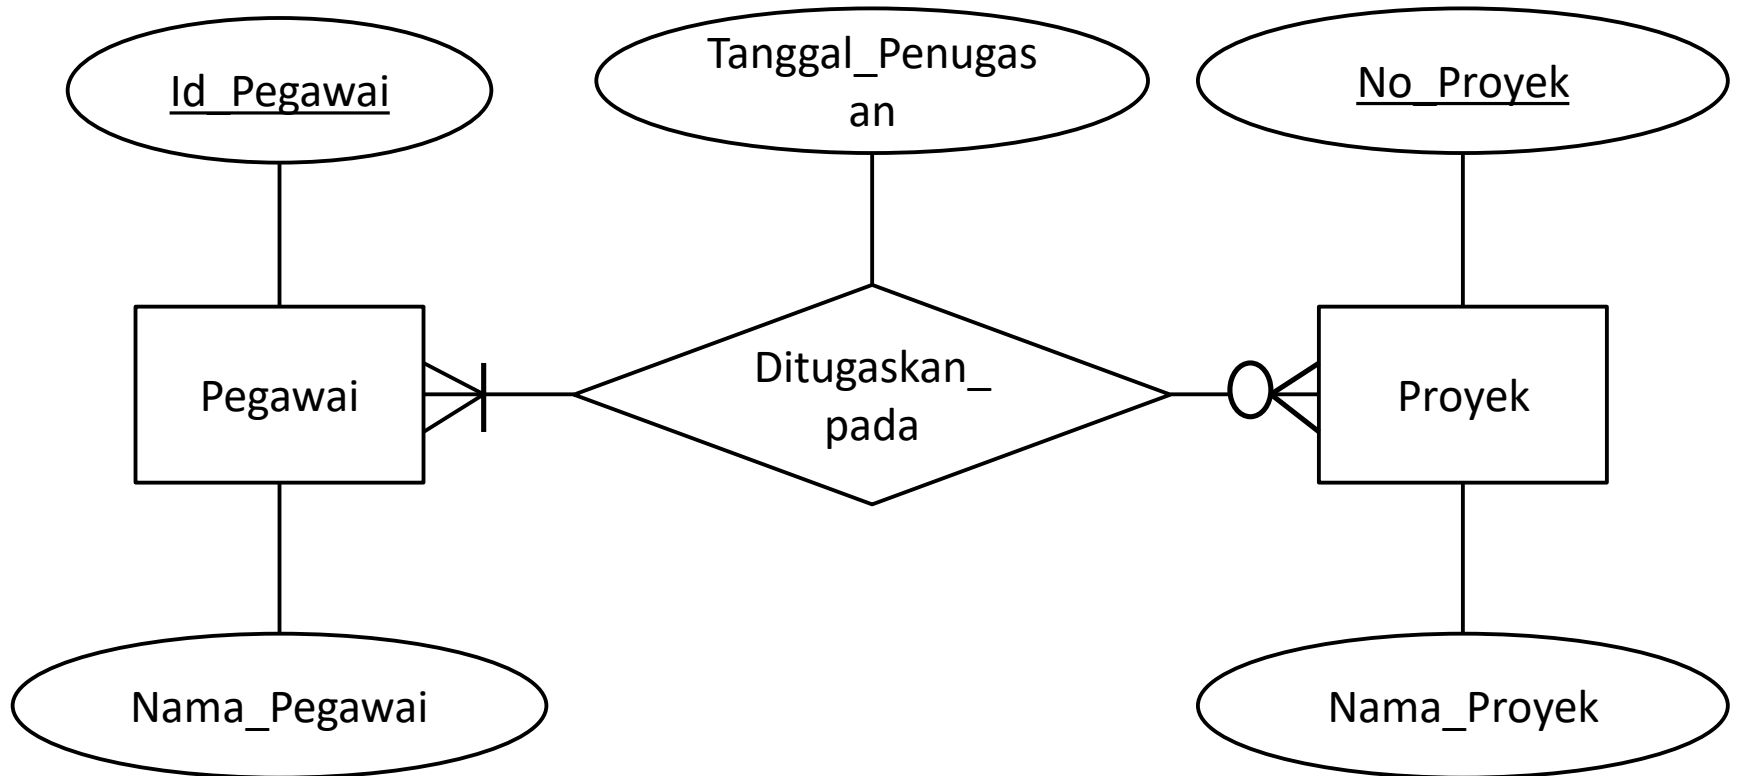 Id_Pegawai
Tanggal_Penugas
an
No_Proyek
Pegawai
Ditugaskan_
pada
Proyek
Nama_Pegawai
Nama_Proyek